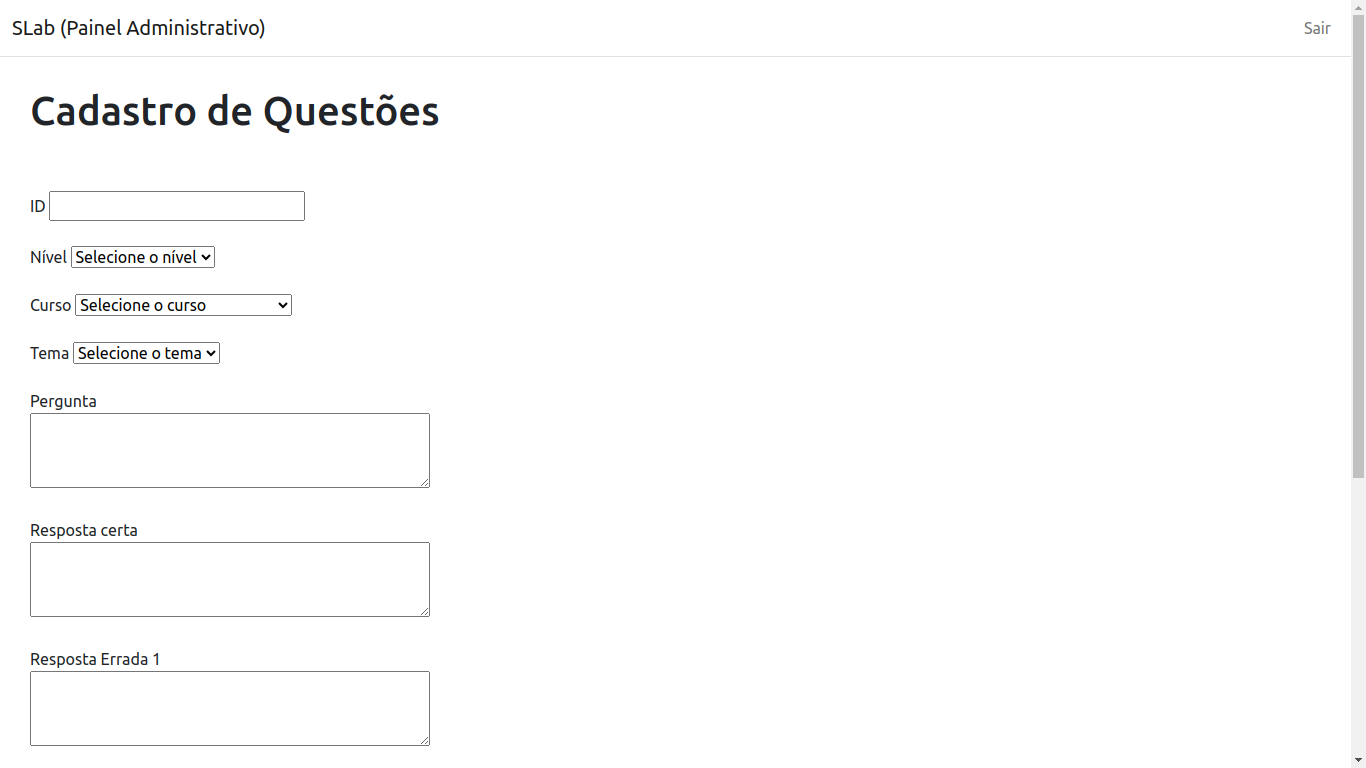 SLab (Painel Administrativo)
Sair
Cadastro de Questões
ID
Nível Selecione o nível
Curso Selecione o curso
Tema Selecione o tema
Pergunta
Resposta certa
Resposta Errada 1